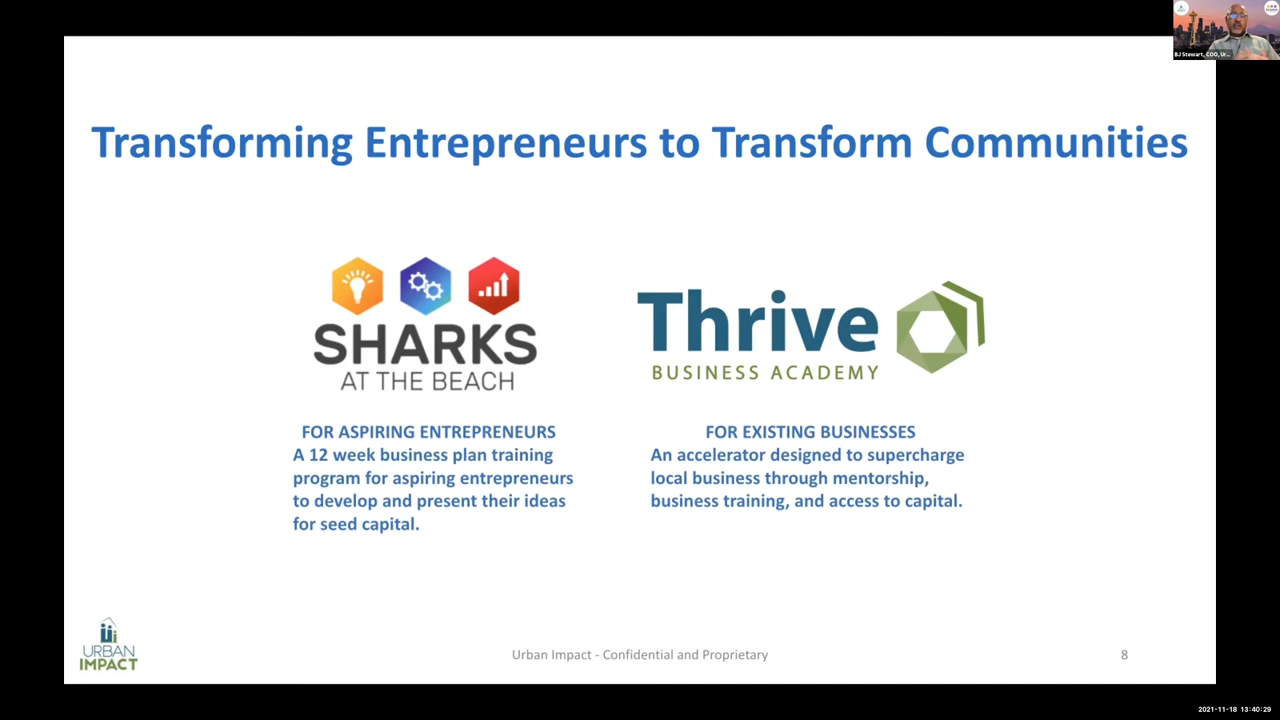 BJ Stewart, COO, Ur...
Transforming Entrepreneurs to Transform Communities
SHARKS
AT THE BEACH
Thrive
BUSINESS ACADEMY
FOR ASPIRING ENTREPRENEURS
A 12 week business plan training
program for aspiring entrepreneurs
to develop and present their ideas
for seed capital.
FOR EXISTING BUSINESSES
An accelerator designed to supercharge
local business through mentorship,
business training, and access to capital.
URBAN
IMPACT
Urban Impact - Confidential and Proprietary
8
2021-11-18 13:40:29